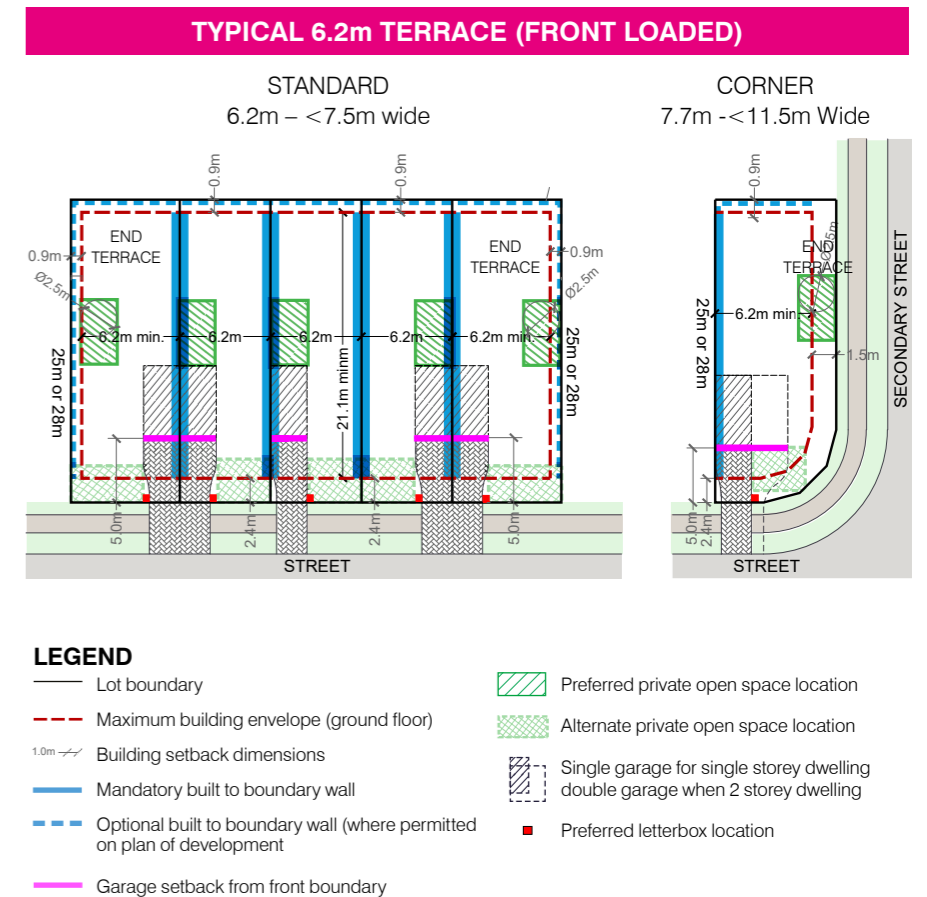 TYPICAL 6.2m TERRACE (FRONT LOADED)
STANDARD
6.2m – <7.5m wide
CORNER
7.7m -<11.5m Wide
0.9m
0.9m
0.9m
END
TERRACE
END
TERRACE
END
TERRACE
0.9m
0.9m
Ø2.5m
Ø2.5m
Ø2.5m
6.2m min.
6.2m
6.2m
6.2m
6.2m min.
6.2m min.
25m or 28m
21.1m minm
25m or 28m
25m or 28m
1.5m
SECONDARY STREET
5.0m
2.4m
2.4m
5.0m
5.0m
2.4m
STREET
STREET
LEGEND
Lot boundary
Maximum building envelope (ground floor)
1.0m
Building setback dimensions
Mandatory built to boundary wall
Optional built to boundary wall (where permitted
on plan of development
Garage setback from front boundary
Preferred private open space location
Alternate private open space location
Single garage for single storey dwelling
double garage when 2 storey dwelling
Preferred letterbox location